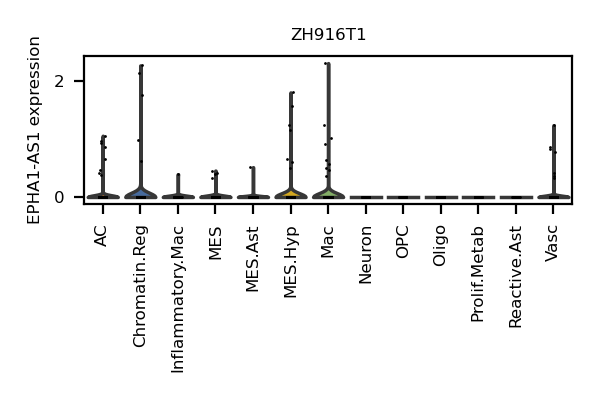 ZH916T1
EPHA1-AS1 expression
2
0
AC
Chromatin.Reg
Inflammatory.Mac
MES
MES.Ast
MES.Hyp
Mac
Neuron
OPC
Oligo
Prolif.Metab
Reactive.Ast
Vasc